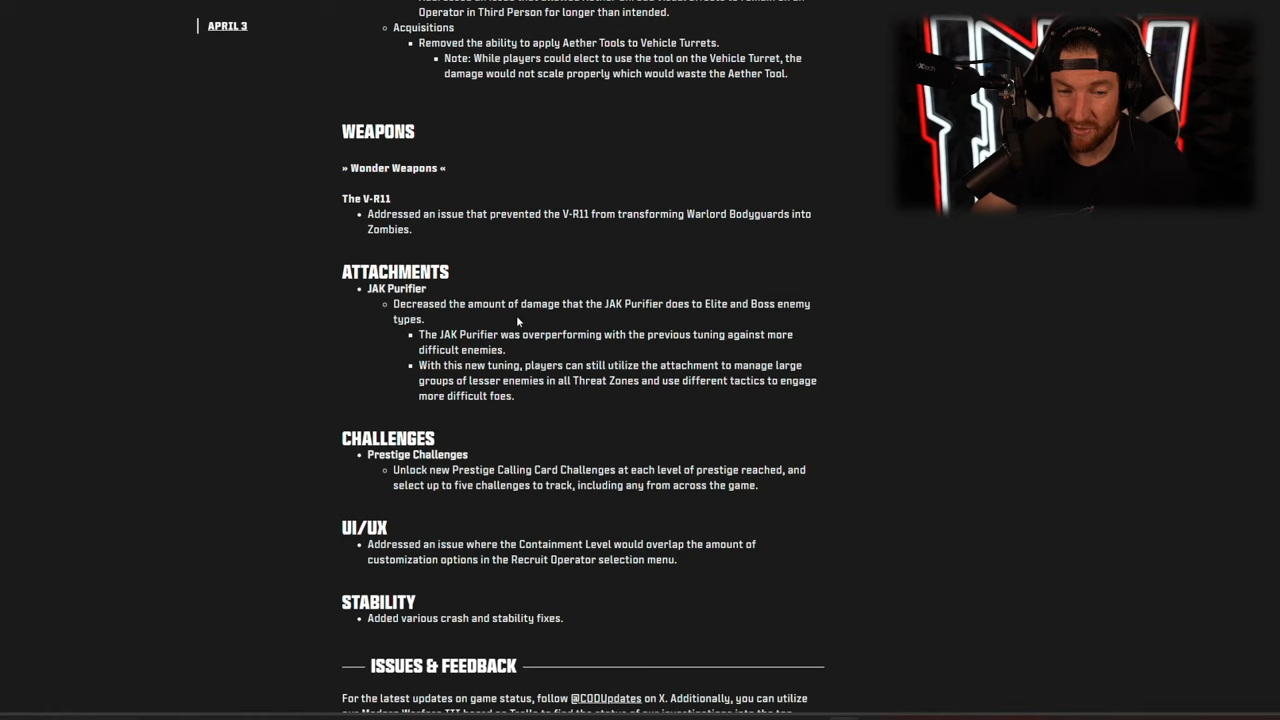 APRIL 3
Operator in Third Person for longer than intended.
Acquisitions
Removed the ability to apply Aether Tools to Vehicle Turrets.
Note: While players could elect to use the tool on the Vehicle Turret, the
damage would not scale properly which would waste the Aether Tool.
WEAPONS
» Wonder Weapons «
The V-R11
Addressed an issue that prevented the V-R11 from transforming Warlord Bodyguards into
Zombies.
ATTACHMENTS
JAK Purifier
Decreased the amount of damage that the JAK Purifier does to Elite and Boss enemy
types.
The JAK Purifier was overperforming with the previous tuning against more
difficult enemies.
With this new tuning, players can still utilize the attachment to manage large
groups of lesser enemies in all Threat Zones and use different tactics to engage
more difficult foes.
CHALLENGES
Prestige Challenges
Unlock new Prestige Calling Card Challenges at each level of prestige reached, and
select up to five challenges to track, including any from across the game.
UI/UX
Addressed an issue where the Containment Level would overlap the amount of
customization options in the Recruit Operator selection menu.
STABILITY
Added various crash and stability fixes.
ISSUES & FEEDBACK
For the latest updates on game status, follow @CODUpdates on X. Additionally, you can utilize